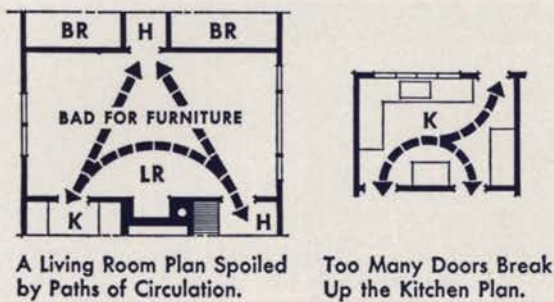 BR H BR
BAD FOR FURNITURE
LR
K H
A Living Room Plan Spoiled
by Paths of Circulation.
K
Too Many Doors Break
Up the Kitchen Plan.